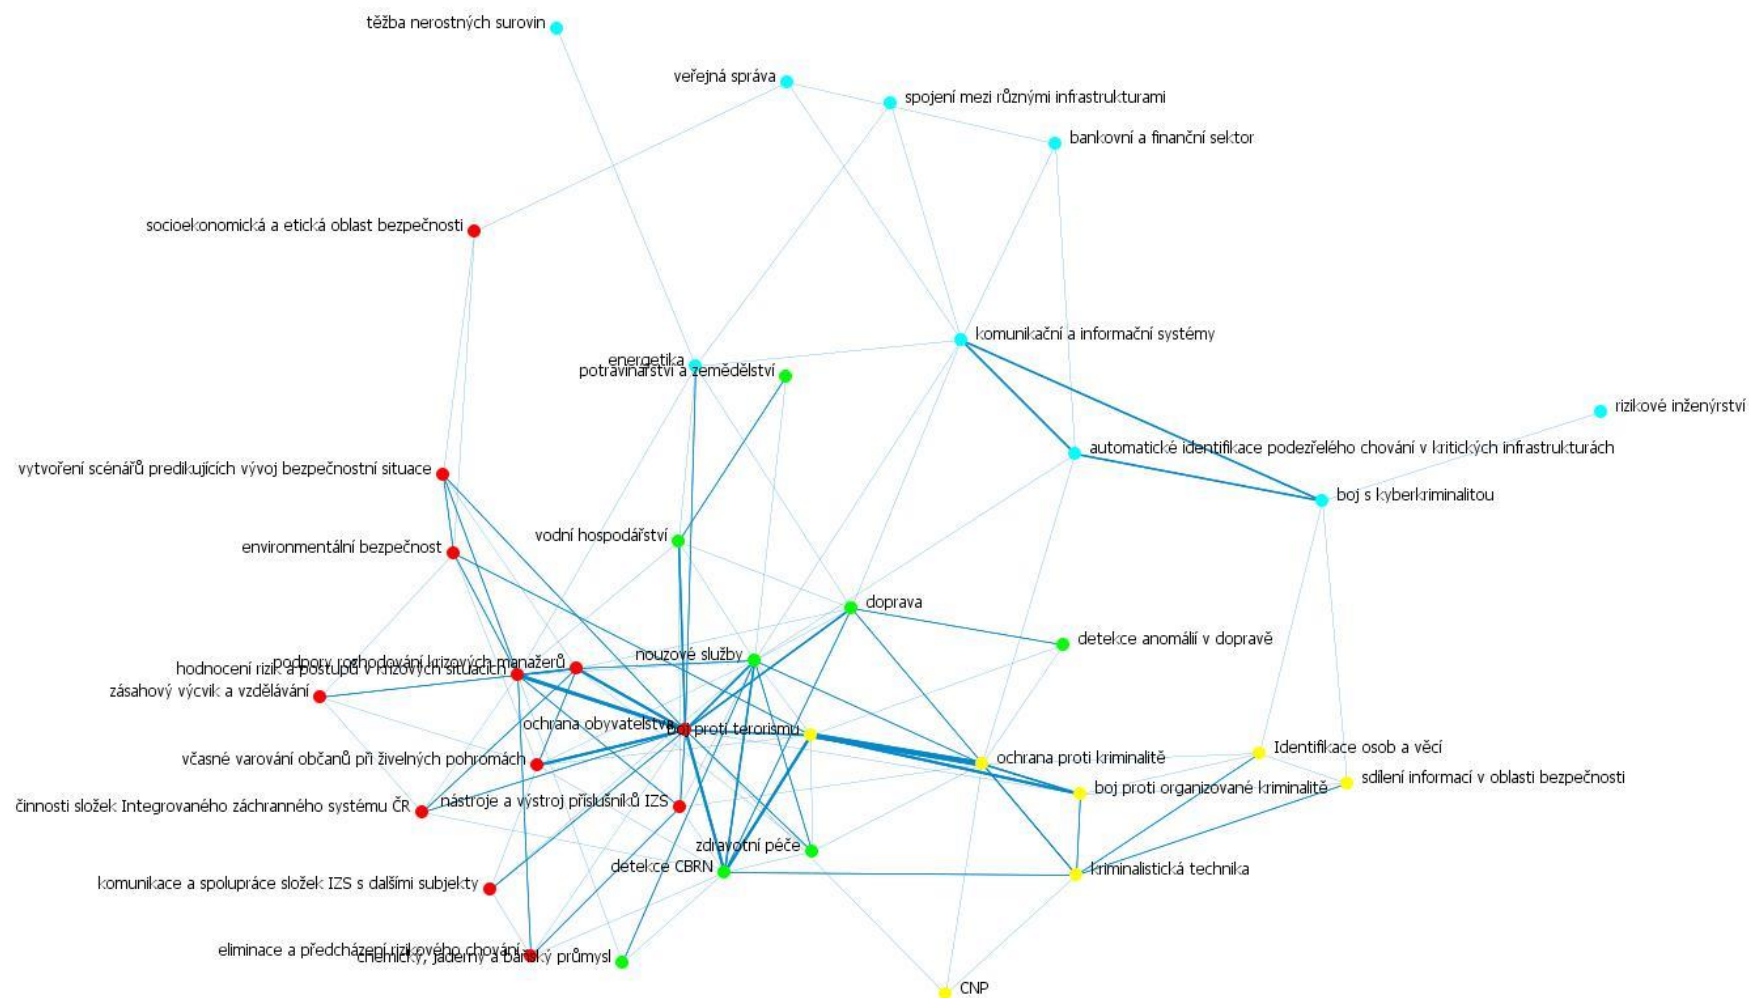 těžba nerostných surovin
veřejná správa
spojení mezi různými infrastrukturami
bankovní a finanční sektor
socioekonomická a etická oblast bezpečnosti
komunikační a informační systémy
energetika
potravinářství a zemědělství
rizikové inženýrství
automatické identifikace podezřelého chování v kritických infrastrukturách
vytvoření scénářů predikujících vývoj bezpečnostní situace
boj s kyberkriminalitou
vodní hospodářství
environmentální bezpečnost
doprava
detekce anomálií v dopravě
nouzové služby
podpory rozhodování krizových manažerů
hodnocení rizik a postupů v krizových situacích
zásahový výcvik a vzdělávání
ochrana obyvatelstva
boj proti terorismu
Identifikace osob a věcí
ochrana proti kriminalitě
včasné varování občanů při živelných pohromách
sdílení informací v oblasti bezpečnosti
boj proti organizované kriminalitě
nástroje a výstroj příslušníků IZS
činnosti složek Integrovaného záchranného systému ČR
zdravotní péče
detekce CBRN
kriminalistická technika
komunikace a spolupráce složek IZS s dalšími subjekty
eliminace a předcházení rizikového chování
chemický, jaderný a báňský průmysl
CNP